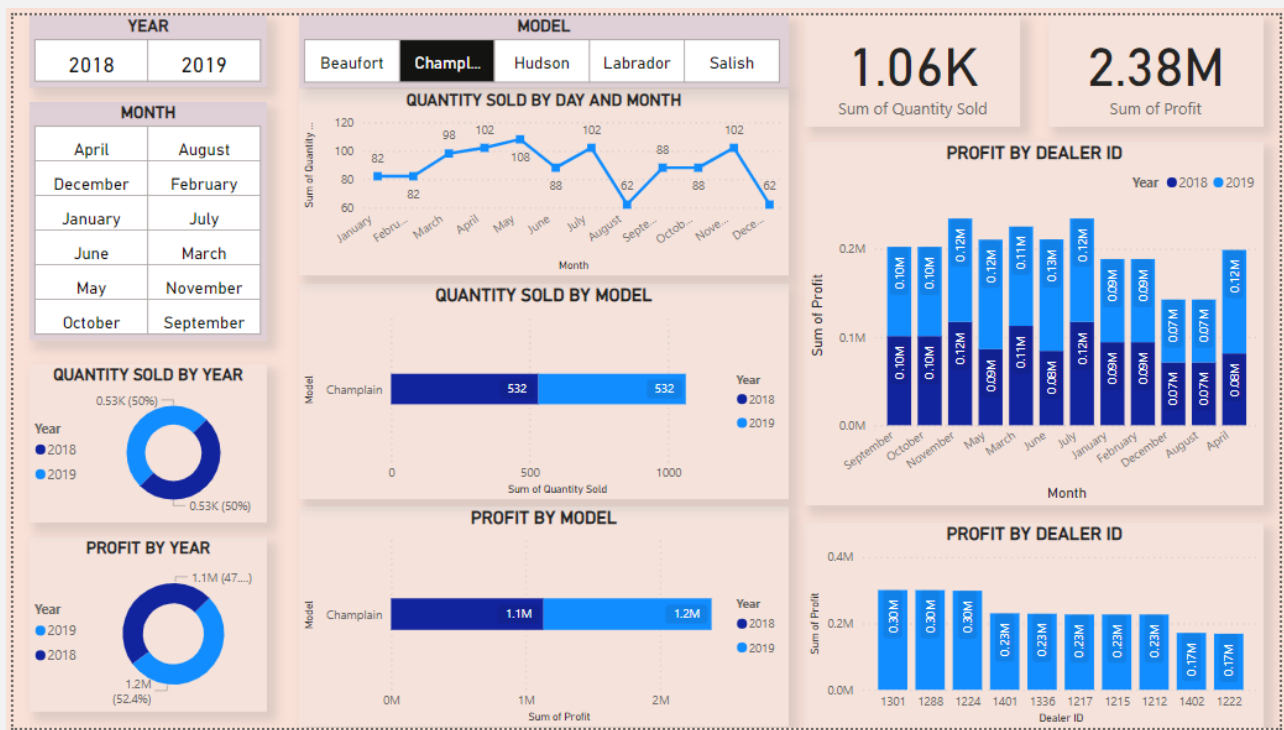 YEAR
2018 2019
MONTH
April August
December February
January July
June March
May November
October September
QUANTITY SOLD BY YEAR
0.53K (50%)
Year
2018
2019
0.53K (50%)
PROFIT BY YEAR
1.1M (47....)
Year
2019
2018
1.2M
(52.4%)
MODEL
Beaufort Champl... Hudson Labrador Salish
QUANTITY SOLD BY DAY AND MONTH
Sum of Quantity ...
120
100
80
60
82 82 98 102 108 88 102 62 88 88 102 62
January Febru... March April May June July August Septe... Octob... Nove... Dece...
Month
QUANTITY SOLD BY MODEL
Model
Champlain
532 532
Year
2018
2019
0 500 1000
Sum of Quantity Sold
PROFIT BY MODEL
Model
Champlain
1.1M 1.2M
Year
2018
2019
0M 1M 2M
Sum of Profit
1.06K
Sum of Quantity Sold
2.38M
Sum of Profit
PROFIT BY DEALER ID
Year 2018 2019
Sum of Profit
0.2M
0.1M
0.0M
0.10M 0.10M 0.12M 0.12M 0.11M 0.13M 0.12M 0.09M 0.09M 0.07M 0.07M 0.12M
0.10M 0.10M 0.12M 0.09M 0.11M 0.08M 0.12M 0.09M 0.09M 0.07M 0.07M 0.08M
September October November May March June July January February December August April
Month
PROFIT BY DEALER ID
Sum of Profit
0.4M
0.2M
0.0M
0.30M 0.30M 0.30M 0.23M 0.23M 0.23M 0.23M 0.23M 0.17M 0.17M
1301 1288 1224 1401 1336 1217 1215 1212 1402 1222
Dealer ID